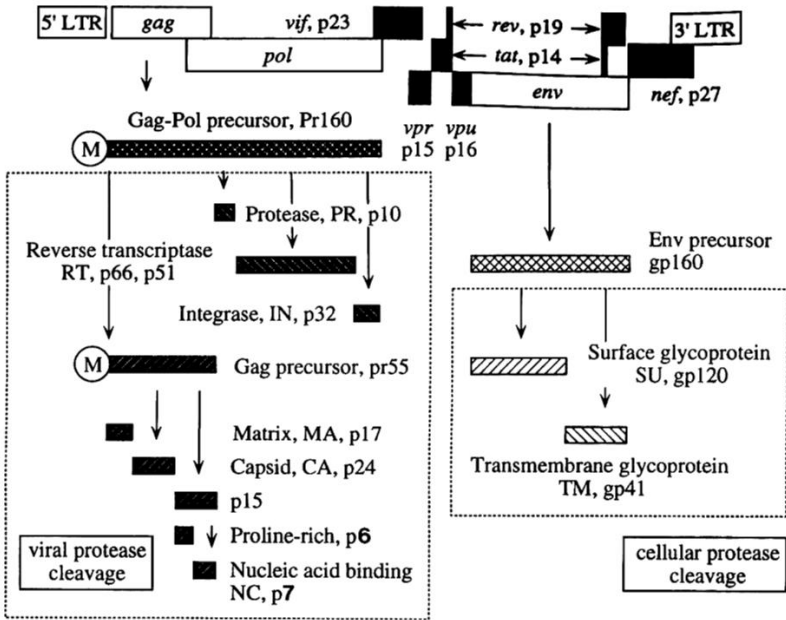 5' LTR
gag
vif, p23
rev, p19
3' LTR
pol
tat, p14
env
nef, p27
vpr
p15
vpu
p16
Gag-Pol precursor, Pr160
M
Protease, PR, p10
Reverse transcriptase
RT, p66, p51
Integrase, IN, p32
M
Gag precursor, pr55
Matrix, MA, p17
Capsid, CA, p24
p15
Proline-rich, p6
Nucleic acid binding
NC, p7
viral protease
cleavage
Env precursor
gp160
Surface glycoprotein
SU, gp120
Transmembrane glycoprotein
TM, gp41
cellular protease
cleavage